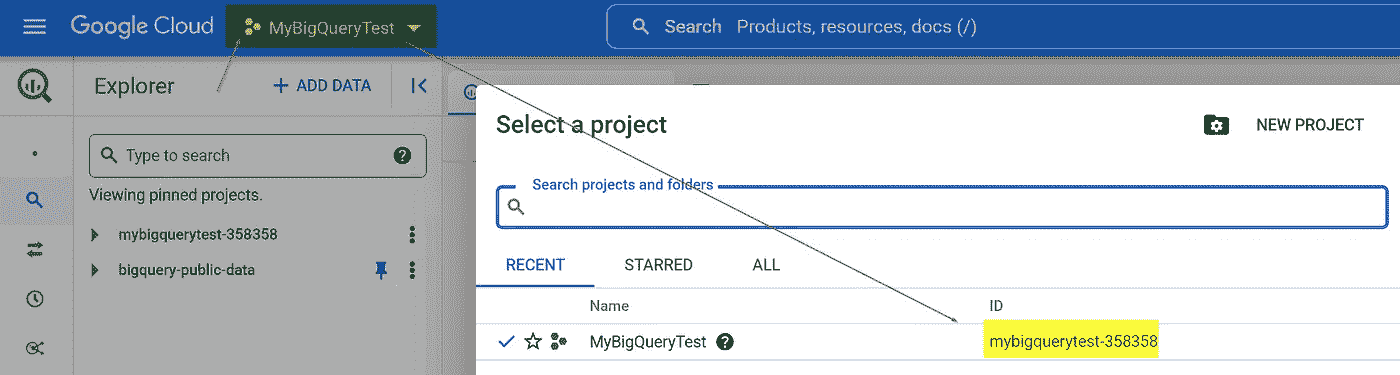 Google Cloud MyBigQueryTest Search Products, resources, docs (/)
Explorer + ADD DATA
Type to search
Viewing pinned projects.
mybigquerytest-358358
bigquery-public-data
Select a project NEW PROJECT
Search projects and folders
RECENT STARRED ALL
Name ID
MyBigQueryTest mybigquerytest-358358